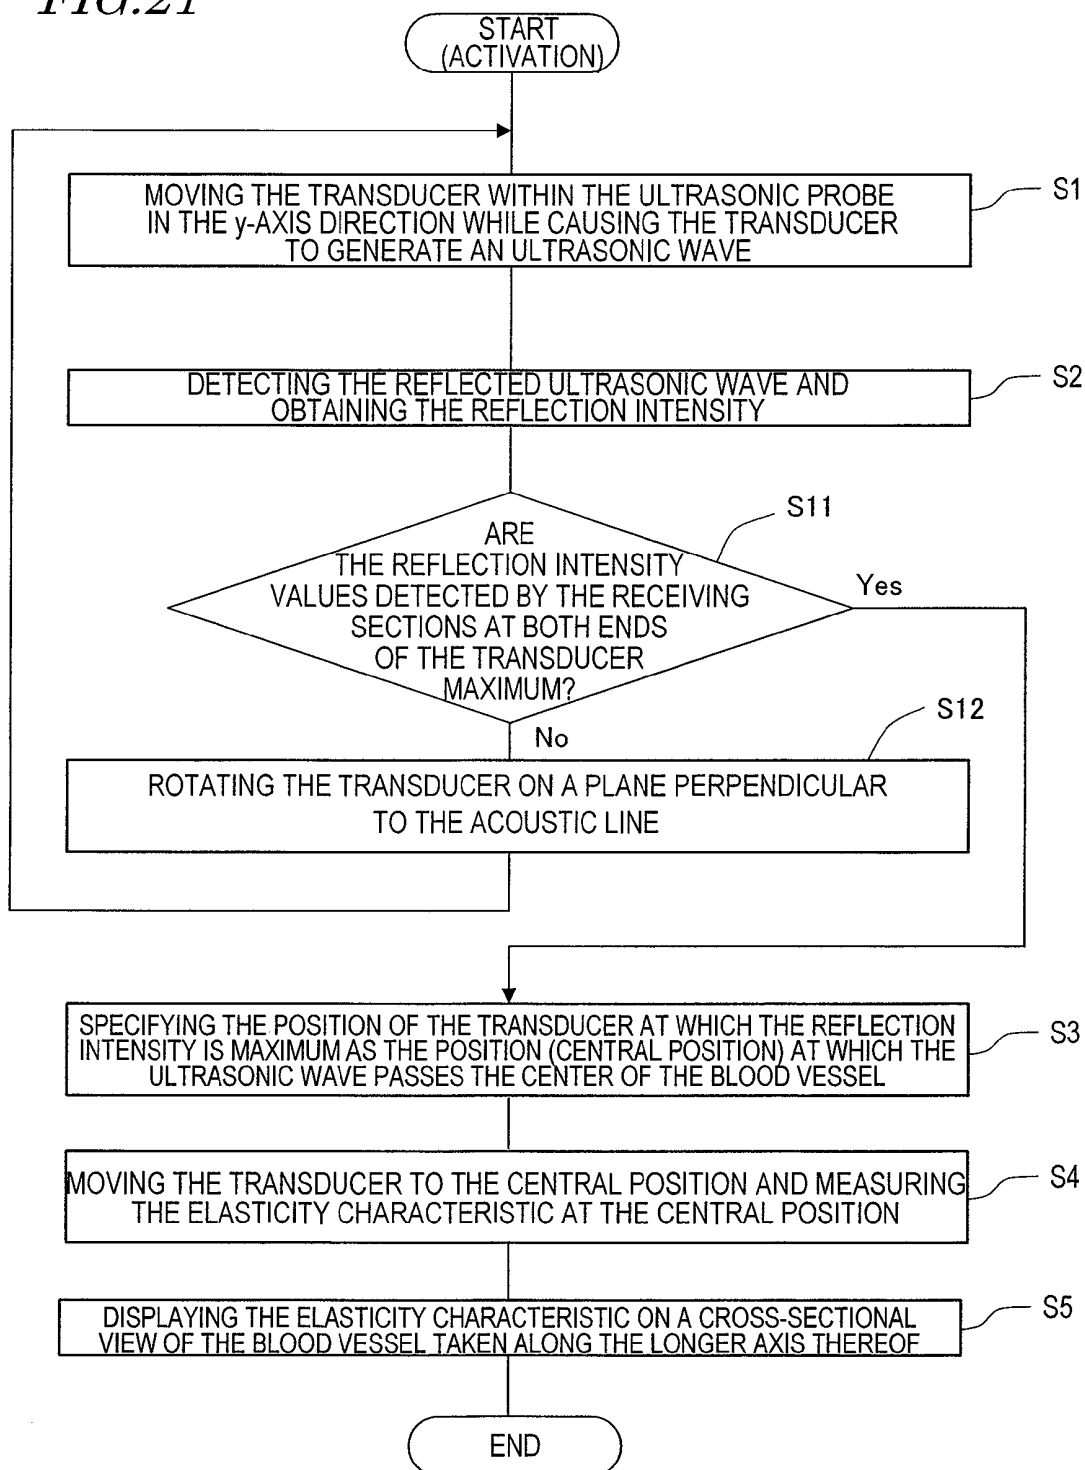 FIG.21
START
(ACTIVATION)
MOVING THE TRANSDUCER WITHIN THE ULTRASONIC PROBE
IN THE y-AXIS DIRECTION WHILE CAUSING THE TRANSDUCER
TO GENERATE AN ULTRASONIC WAVE
S1
DETECTING THE REFLECTED ULTRASONIC WAVE AND
OBTAINING THE REFLECTION INTENSITY
S2
ARE
THE REFLECTION INTENSITY
VALUES DETECTED BY THE RECEIVING
SECTIONS AT BOTH ENDS
OF THE TRANSDUCER
MAXIMUM?
S11
Yes
No
S12
ROTATING THE TRANSDUCER ON A PLANE PERPENDICULAR
TO THE ACOUSTIC LINE
SPECIFYING THE POSITION OF THE TRANSDUCER AT WHICH THE REFLECTION
INTENSITY IS MAXIMUM AS THE POSITION (CENTRAL POSITION) AT WHICH THE
ULTRASONIC WAVE PASSES THE CENTER OF THE BLOOD VESSEL
S3
MOVING THE TRANSDUCER TO THE CENTRAL POSITION AND MEASURING
THE ELASTICITY CHARACTERISTIC AT THE CENTRAL POSITION
S4
DISPLAYING THE ELASTICITY CHARACTERISTIC ON A CROSS-SECTIONAL
VIEW OF THE BLOOD VESSEL TAKEN ALONG THE LONGER AXIS THEREOF
S5
END